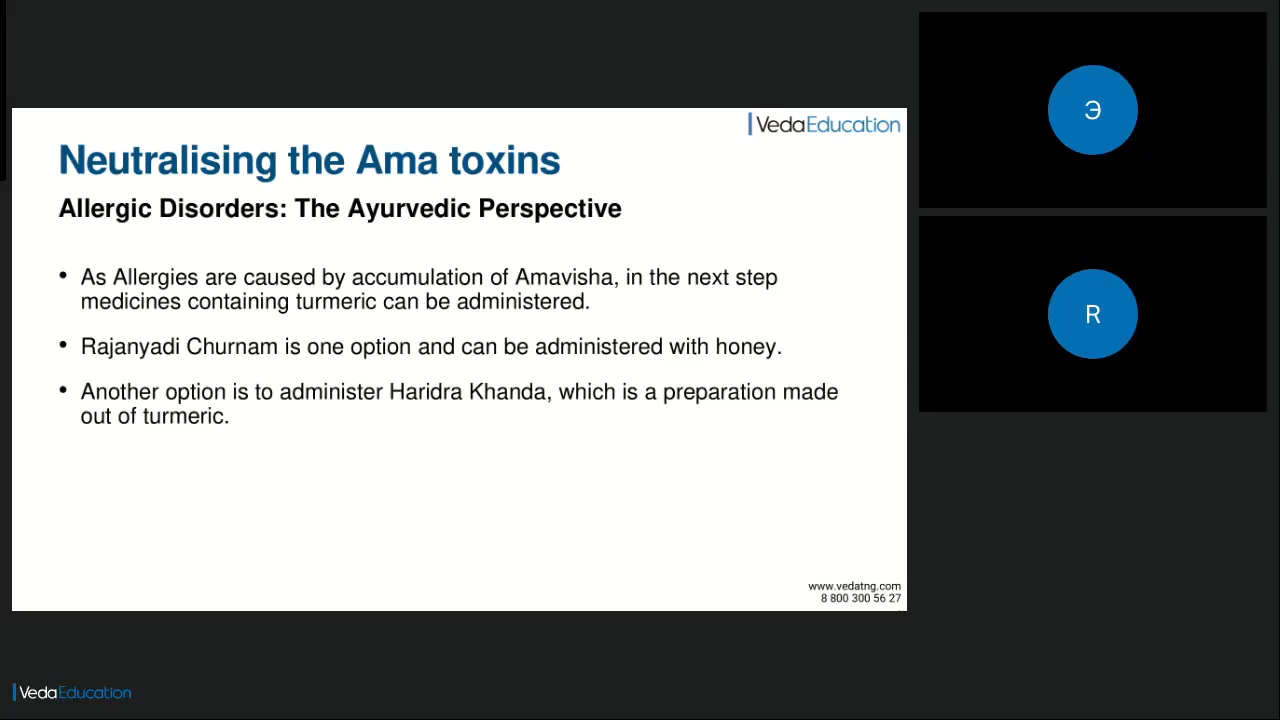 VedaEducation
Neutralising the Ama toxins
Allergic Disorders: The Ayurvedic Perspective
• As Allergies are caused by accumulation of Amavisha, in the next step
medicines containing turmeric can be administered.
• Rajanyadi Churnam is one option and can be administered with honey.
• Another option is to administer Haridra Khanda, which is a preparation made
out of turmeric.
www.vedatng.com
8 800 300 56 27
Э
R
VedaEducation